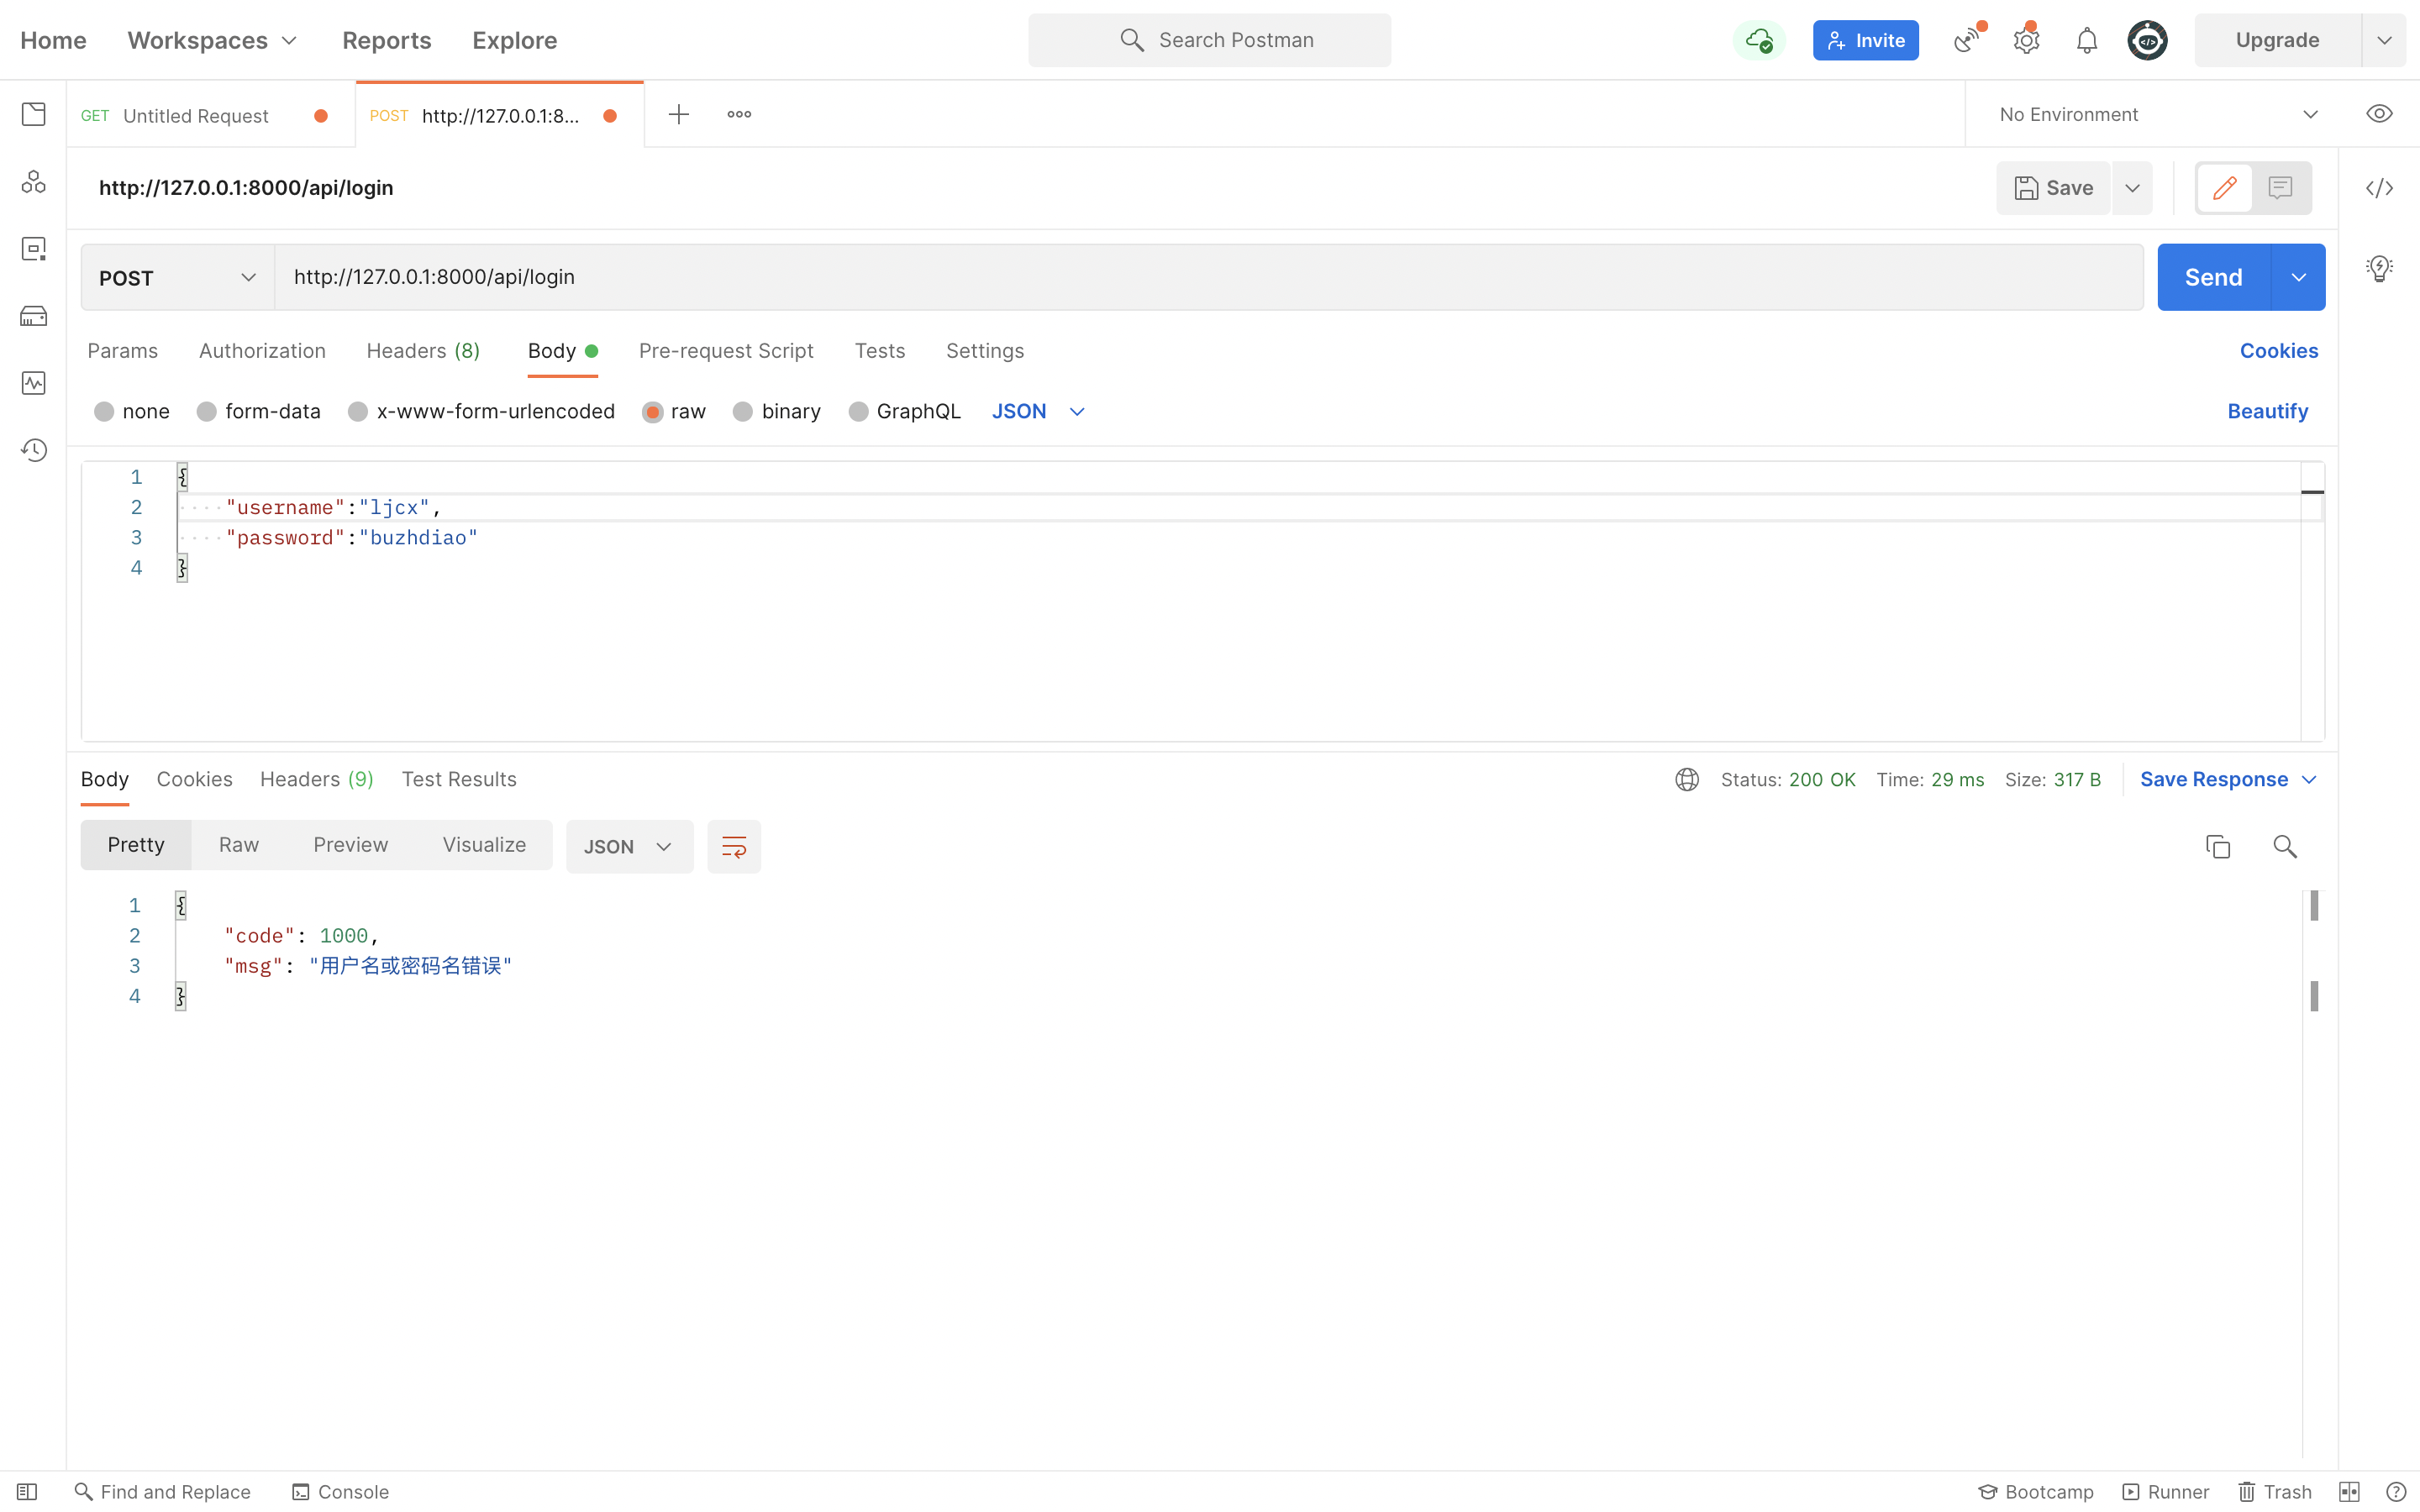 Home Workspaces Reports Explore Search Postman Invite Upgrade
GET Untitled Request POST http://127.0.0.1:8... No Environment
http://127.0.0.1:8000/api/login Save
POST http://127.0.0.1:8000/api/login Send
Params Authorization Headers (8) Body Pre-request Script Tests Settings Cookies
none form-data x-www-form-urlencoded raw binary GraphQL JSON Beautify
1 {
2 "username":"ljcx",
3 "password":"buzhdiao"
4 }
Body Cookies Headers (9) Test Results Status: 200 OK Time: 29 ms Size: 317 B Save Response
Pretty Raw Preview Visualize JSON
1 {
2 "code": 1000,
3 "msg": "用户名或密码名错误"
4 }
Find and Replace Console Bootcamp Runner Trash